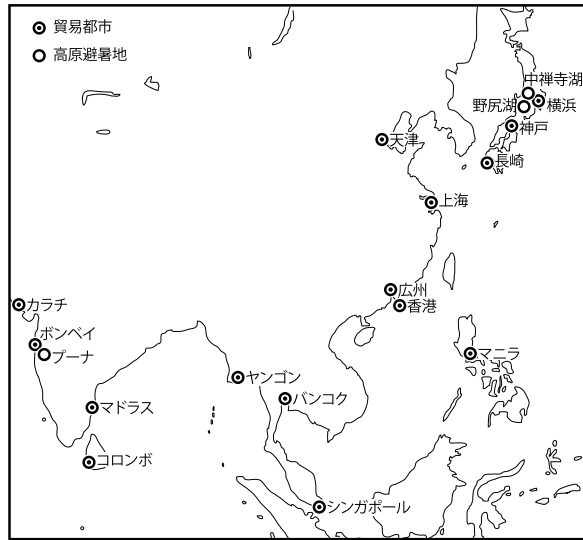 貿易都市
高原避暑地
中禅寺湖
野尻湖
横浜
神戸
天津
長崎
上海
広州
香港
カラチ
ボンベイ
プーナ
マニラ
ヤンゴン
バンコク
マドラス
コロンボ
シンガポール